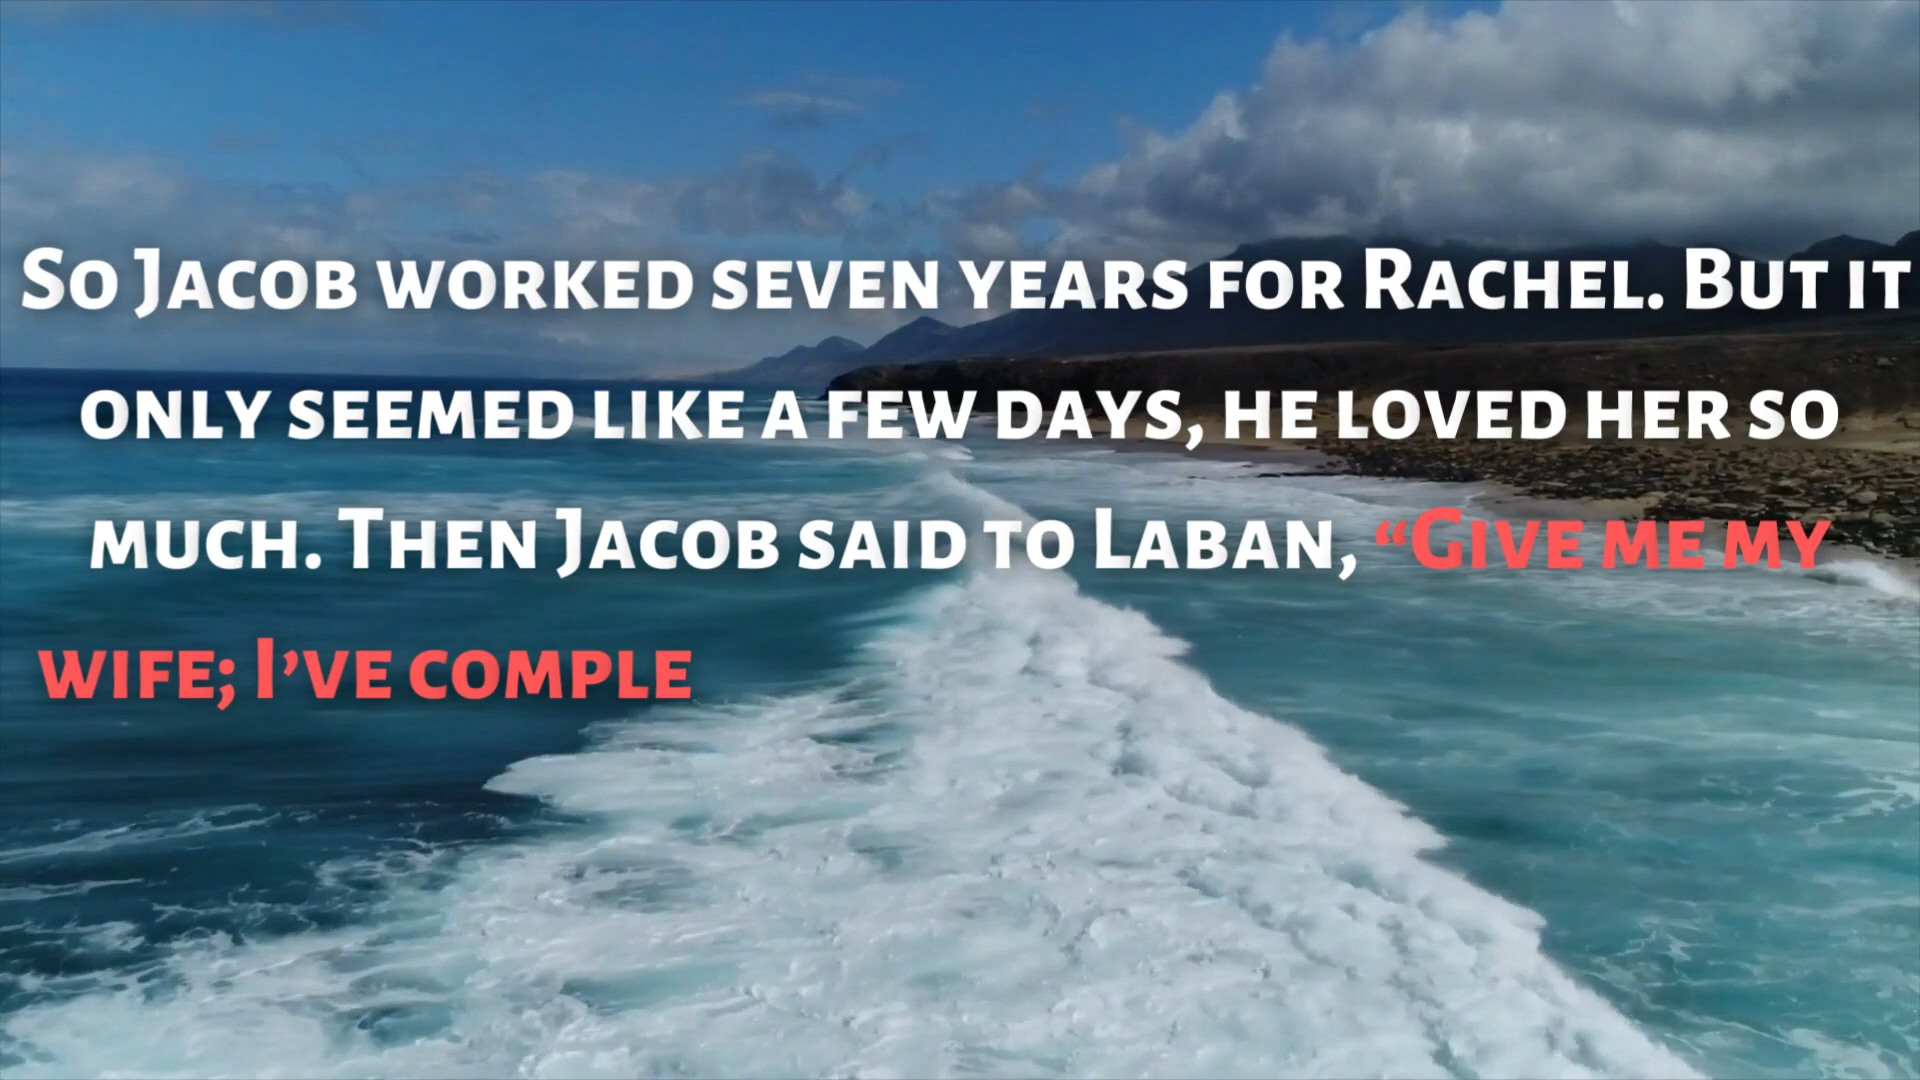 So Jacob worked seven years for Rachel. But it
only seemed like a few days, he loved her so
much. Then Jacob said to Laban, “Give me my
wife; I’ve comple